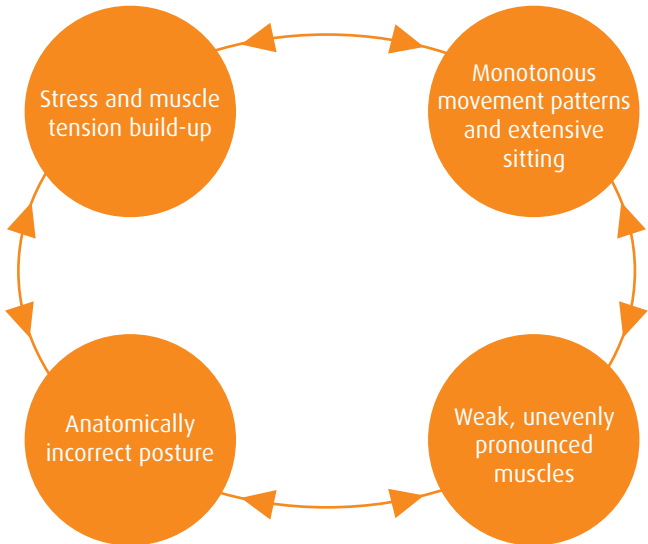 Stress and muscle
tension build-up
Monotonous
movement patterns
and extensive
sitting
Anatomically
incorrect posture
Weak, unevenly
pronounced
muscles